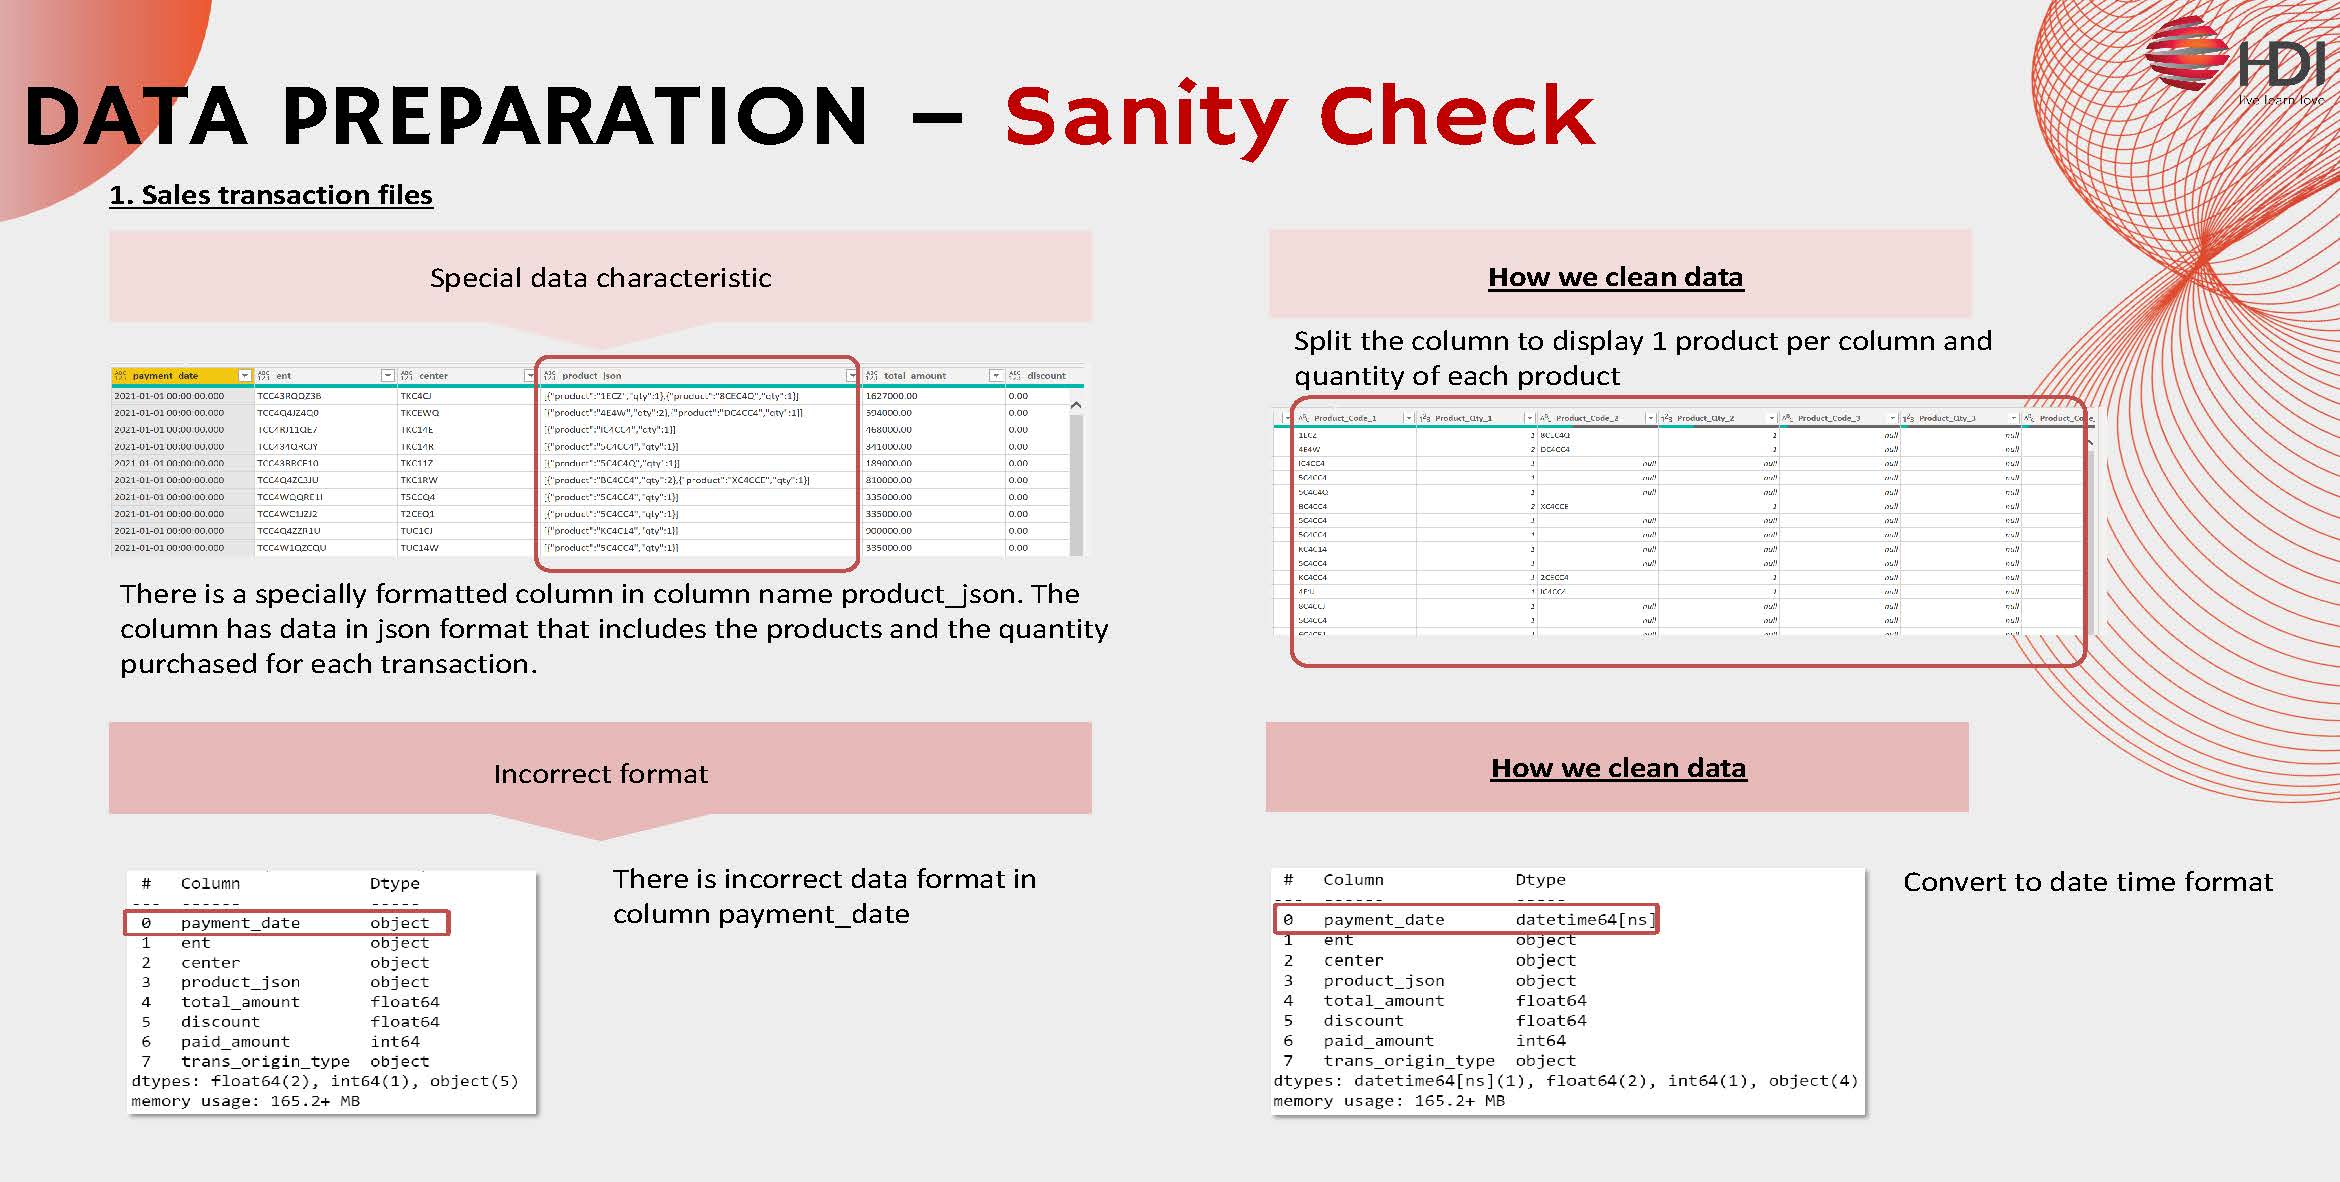 HDI
live learn love
DATA PREPARATION – Sanity Check
1. Sales transaction files
Special data characteristic
payment_date ent center product_json total_amount discount
2021-01-01 00:00:00.000 TKC4CJ [{"product":"1ECZ","qty":1},{"product":"8CEC4Q","qty":1}] 1627000.00 0.00
2021-01-01 00:00:00.000 TCC4Q4JZ4Q0 TKCEWQ [{"product":"4E4W","qty":2},{"product":"DC4CC4","qty":1}] 594000.00 0.00
2021-01-01 00:00:00.000 TCC4RJ11QE7 TKC14E [{"product":"IC4CC4","qty":1}] 468000.00 0.00
2021-01-01 00:00:00.000 TCC434QRCJY TKC14R [{"product":"5C4CC4","qty":1}] 341000.00 0.00
2021-01-01 00:00:00.000 TKC11Z [{"product":"5C4C4Q","qty":1}] 189000.00 0.00
2021-01-01 00:00:00.000 TCC4Q4ZC3JU TKC1RW [{"product":"BC4CC4","qty":2},{"product":"XC4CCE","qty":1}] 810000.00 0.00
2021-01-01 00:00:00.000 TCC4WQQRE1I T5CCQ4 [{"product":"5C4CC4","qty":1}] 335000.00 0.00
2021-01-01 00:00:00.000 TCC4WC1JZJ2 T2CEQ1 [{"product":"5C4CC4","qty":1}] 335000.00 0.00
2021-01-01 00:00:00.000 TCC4Q4ZZR1U TUC1CJ [{"product":"KC4C14","qty":1}] 900000.00 0.00
2021-01-01 00:00:00.000 TCC4W1QZCQU TUC14W [{"product":"5C4CC4","qty":1}] 335000.00 0.00
There is a specially formatted column in column name product_json. The
column has data in json format that includes the products and the quantity
purchased for each transaction.
How we clean data
Split the column to display 1 product per column and
quantity of each product
Product_Code_1 Product_Qty_1 Product_Code_2 Product_Qty_2 Product_Code_3 Product_Qty_3
1ECZ 1 8CEC4Q 1 null null
4E4W 2 DC4CC4 1 null null
IC4CC4 1 null null null null
5C4CC4 1 null null null null
5C4C4Q 1 null null null null
BC4CC4 2 XC4CCE 1 null null
5C4CC4 1 null null null null
5C4CC4 1 null null null null
KC4C14 1 null null null null
5C4CC4 1 null null null null
KC4CC4 1 2CECC4 1 null null
4E1J 1 IC4CC4 1 null null
8C4CCJ 1 null null null null
5C4CC4 1 null null null null
Incorrect format
# Column Dtype
--- ------ -----
0 payment_date object
1 ent object
2 center object
3 product_json object
4 total_amount float64
5 discount float64
6 paid_amount int64
7 trans_origin_type object
dtypes: float64(2), int64(1), object(5)
memory usage: 165.2+ MB
There is incorrect data format in
column payment_date
How we clean data
# Column Dtype
--- ------ -----
0 payment_date datetime64[ns]
1 ent object
2 center object
3 product_json object
4 total_amount float64
5 discount float64
6 paid_amount int64
7 trans_origin_type object
dtypes: datetime64[ns](1), float64(2), int64(1), object(4)
memory usage: 165.2+ MB
Convert to date time format